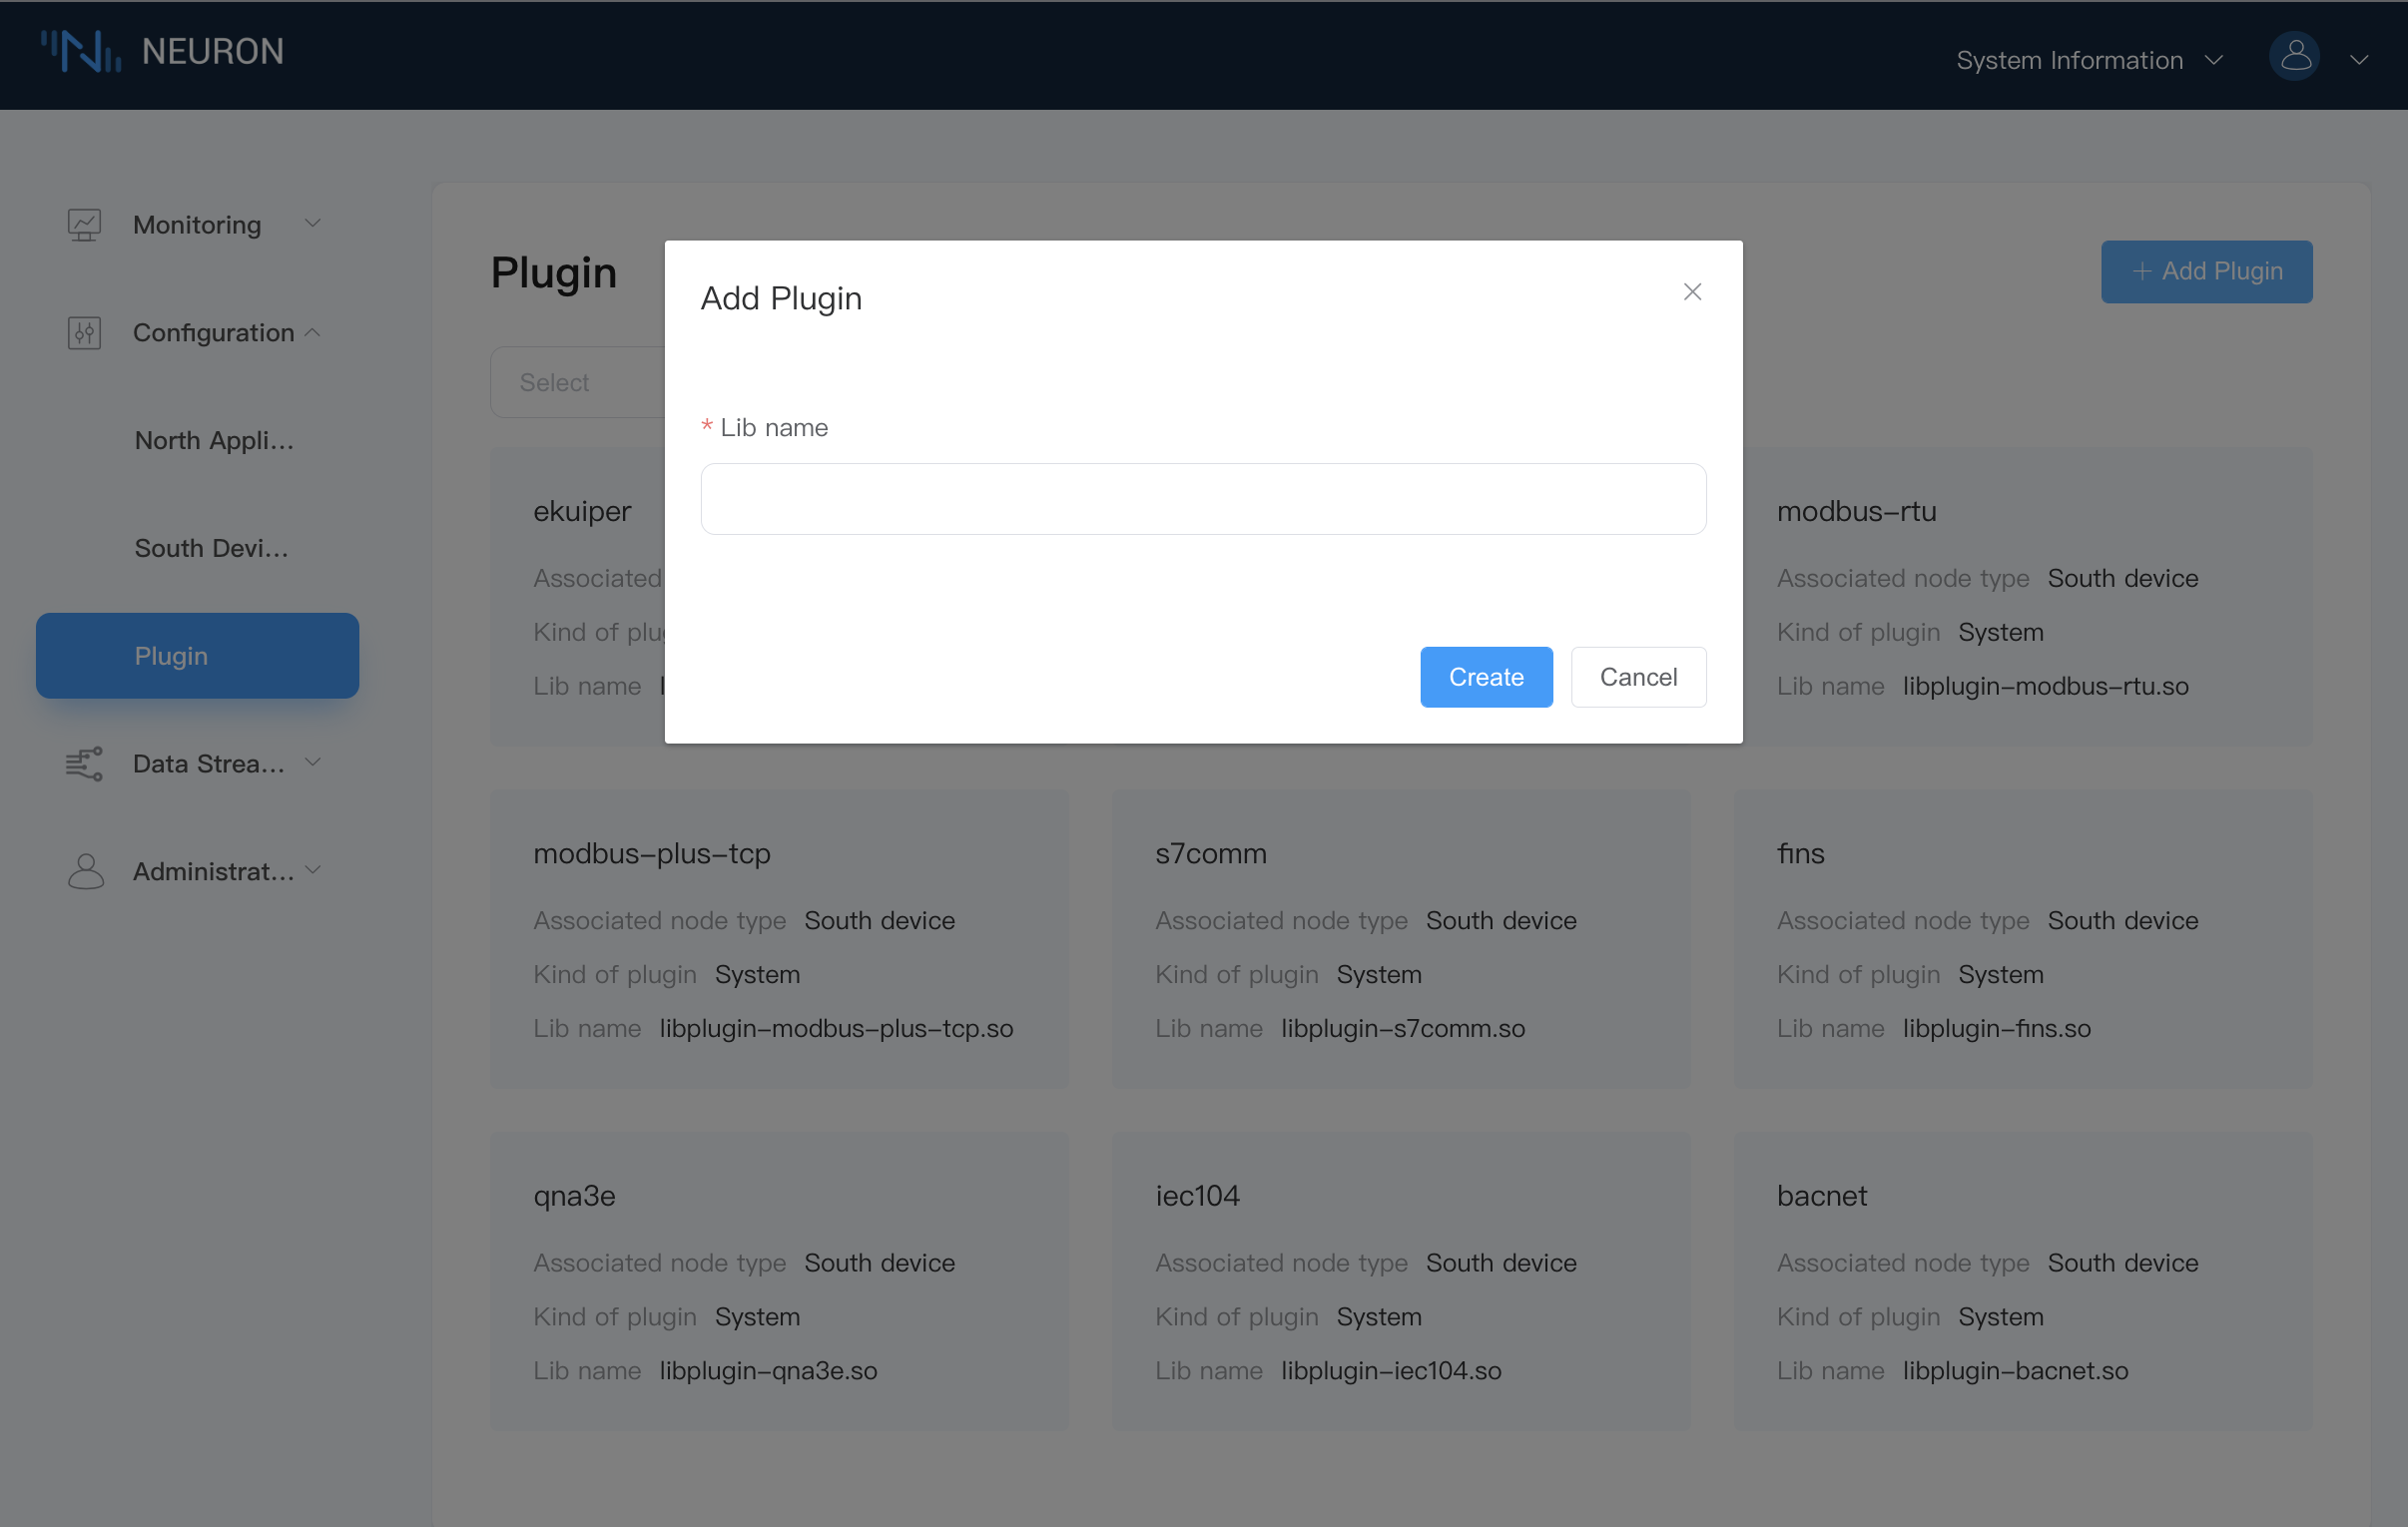 NEURON
System Information
Monitoring
Configuration
North Appli...
South Devi...
Plugin
Data Strea...
Administrat...
Plugin
+ Add Plugin
Select
Add Plugin
* Lib name
Create
Cancel
ekuiper
Associated
Kind of
Lib name
modbus-rtu
Associated node type South device
Kind of plugin System
Lib name libplugin-modbus-rtu.so
modbus-plus-tcp
Associated node type South device
Kind of plugin System
Lib name libplugin-modbus-plus-tcp.so
s7comm
Associated node type South device
Kind of plugin System
Lib name libplugin-s7comm.so
fins
Associated node type South device
Kind of plugin System
Lib name libplugin-fins.so
qna3e
Associated node type South device
Kind of plugin System
Lib name libplugin-qna3e.so
iec104
Associated node type South device
Kind of plugin System
Lib name libplugin-iec104.so
bacnet
Associated node type South device
Kind of plugin System
Lib name libplugin-bacnet.so